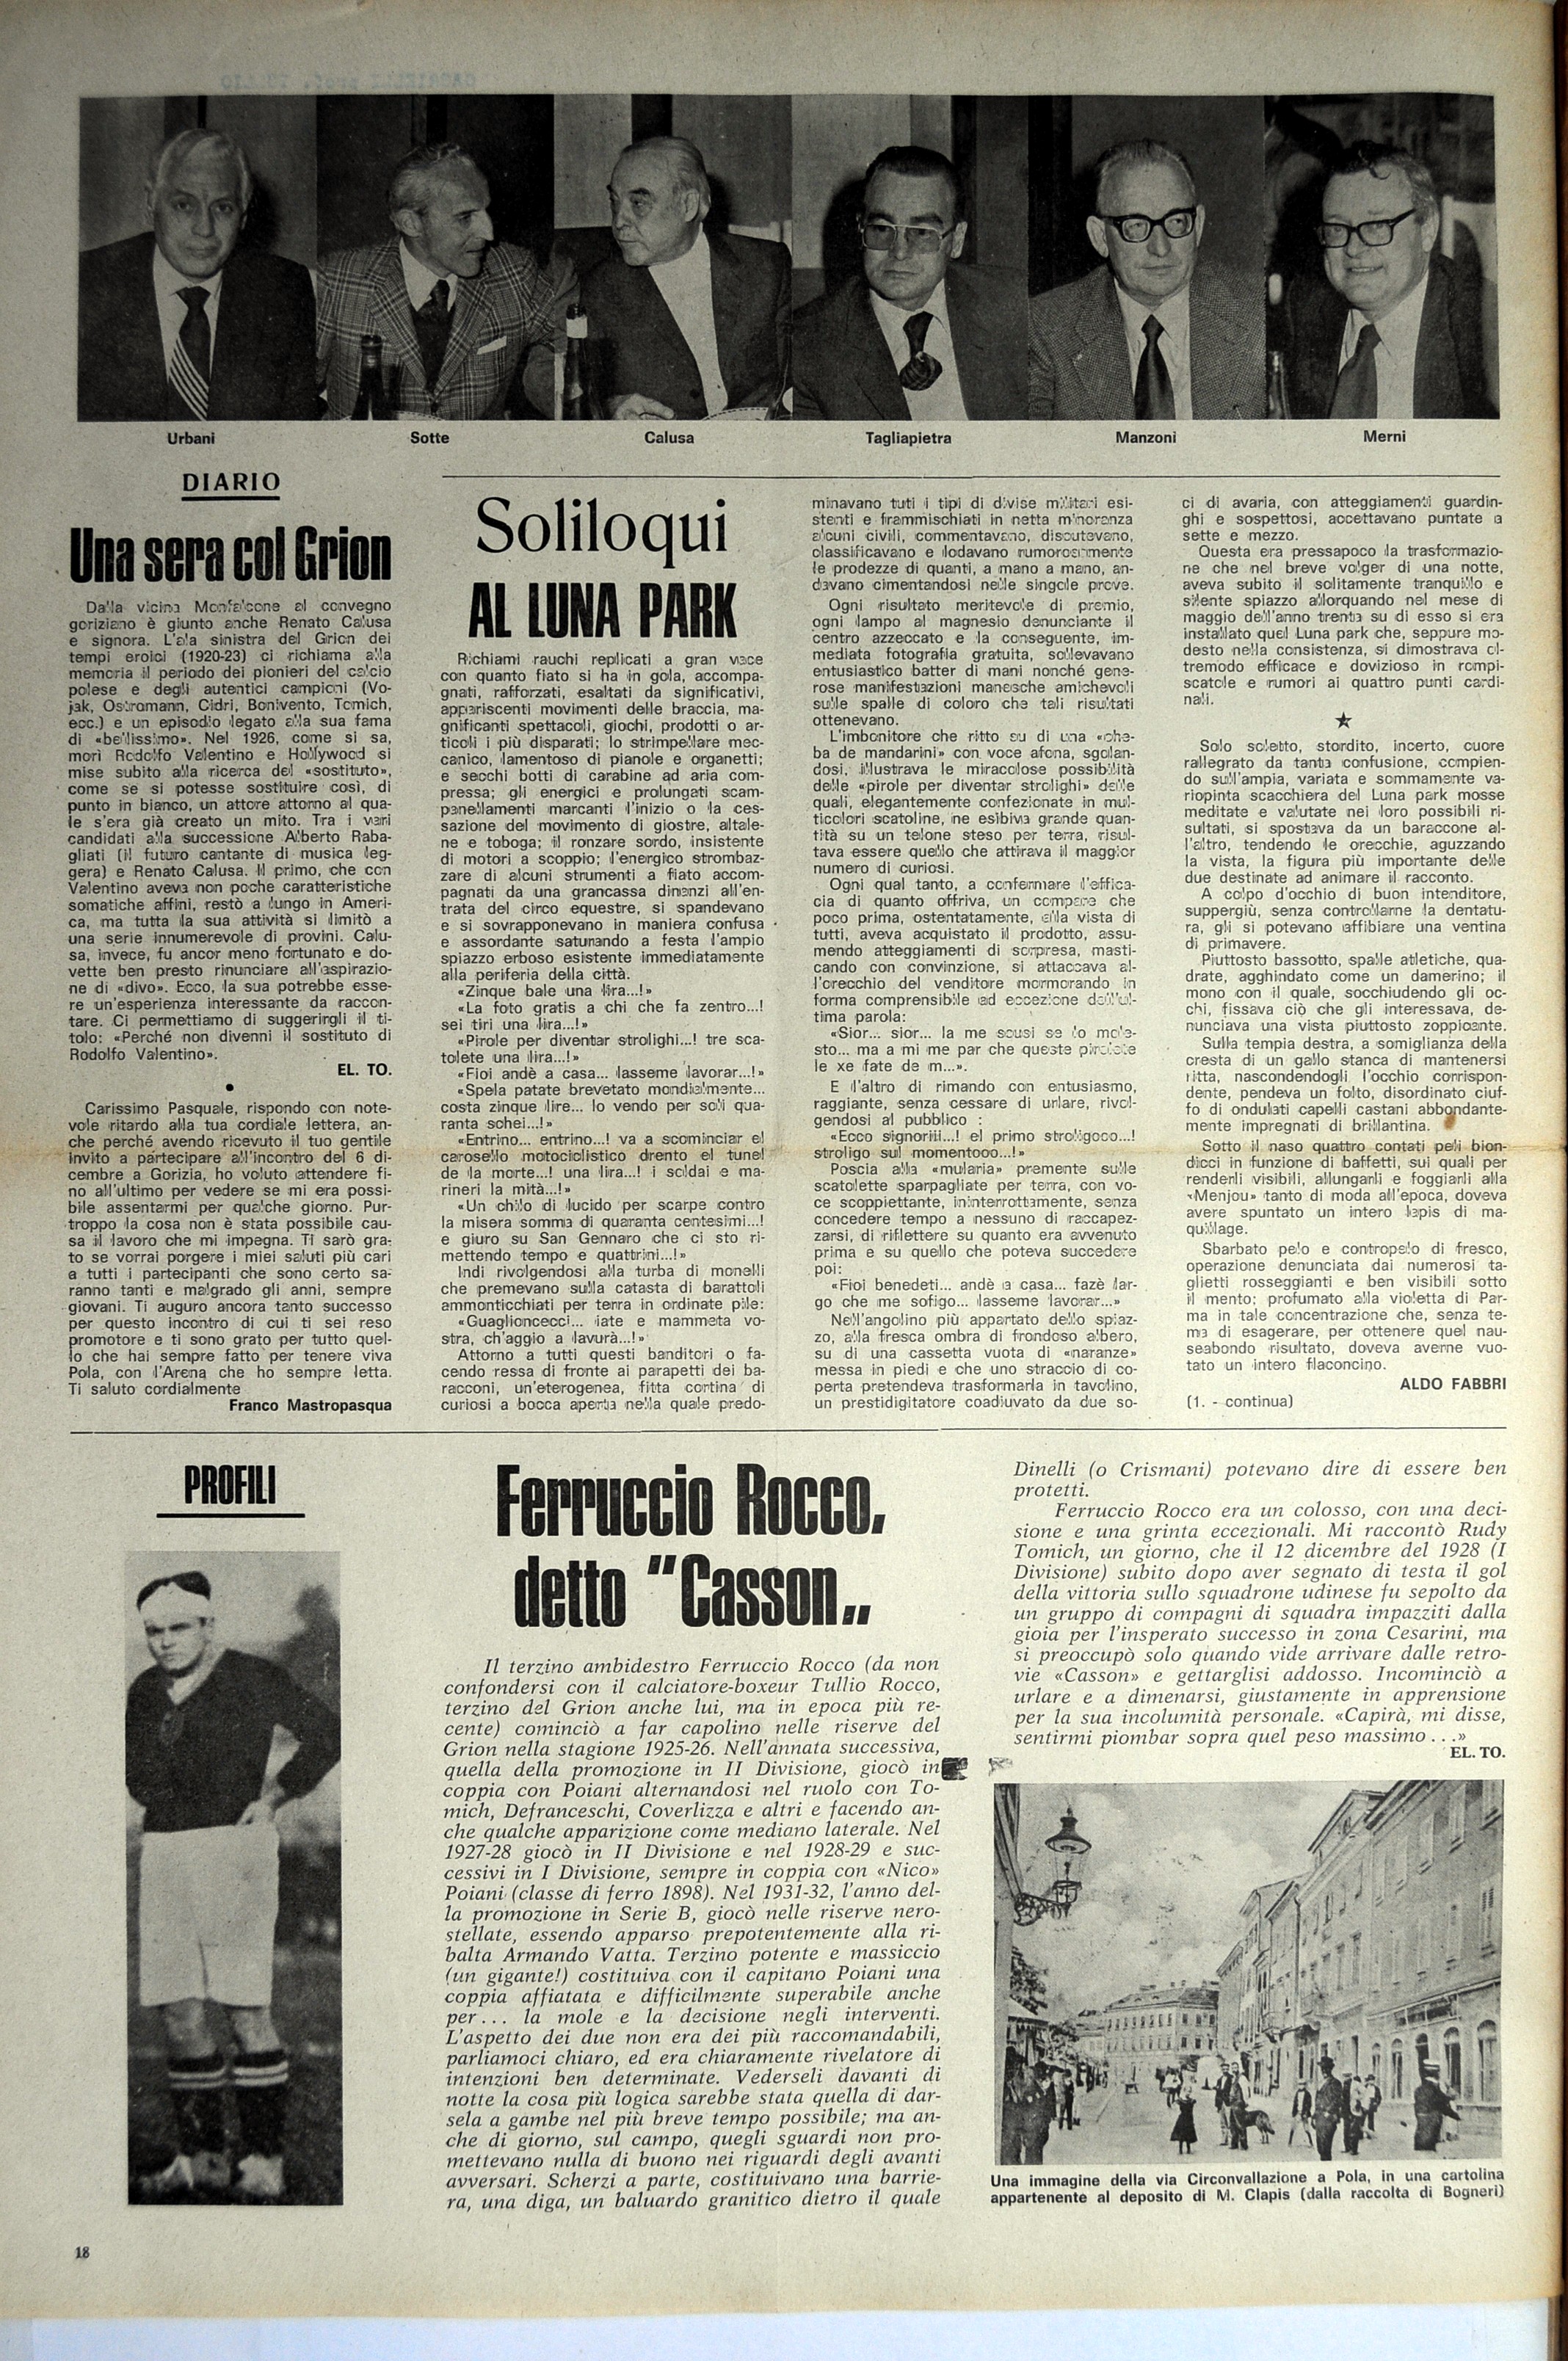 Urbani
Sotte
Calusa
Tagliapietra
Manzoni
Merni
DIARIO
Una sera col Grion
Dalla vicina Monfalcone al convegno
goriziano è giunto anche Renato Calusa
e signora. L'ala sinistra del Grion dei
tempi eroici (1920-23) ci richiama alla
memoria il periodo dei pionieri del calcio
polese e degli autentici campioni (Vo-
jak, Ostromann, Cidri, Bonivento, Tomich,
ecc.) e un episodio legato alla sua fama
di «bellissimo». Nel 1926, come si sa,
morì Rodolfo Valentino e Hollywood si
mise subito alla ricerca del «sostituto»,
come se si potesse sostituire così, di
punto in bianco, un attore attorno al qua-
le s'era già creato un mito. Tra i vari
candidati alla successione Alberto Raba-
gliati (il futuro cantante di musica leg-
gera) e Renato Calusa. Il primo, che con
Valentino aveva non poche caratteristiche
somatiche affini, restò a lungo in Ameri-
ca, ma tutta la sua attività si limitò a
una serie innumerevole di provini. Calu-
sa, invece, fu ancor meno fortunato e do-
vette ben presto rinunciare all'aspirazio-
ne di «divo». Ecco, la sua potrebbe esse-
re un'esperienza interessante da raccon-
tare. Ci permettiamo di suggerirgli il ti-
tolo: «Perché non divenni il sostituto di
Rodolfo Valentino».
EL. TO.
●
Carissimo Pasquale, rispondo con note-
vole ritardo alla tua cordiale lettera, an-
che perché avendo ricevuto il tuo gentile
invito a partecipare all'incontro del 6 di-
cembre a Gorizia, ho voluto attendere fi-
no all'ultimo per vedere se mi era possi-
bile assentarmi per qualche giorno. Pur-
troppo la cosa non è stata possibile cau-
sa il lavoro che mi impegna. Ti sarò gra-
to se vorrai porgere i miei saluti più cari
a tutti i partecipanti che sono certo sa-
ranno tanti e malgrado gli anni, sempre
giovani. Ti auguro ancora tanto successo
per questo incontro di cui ti sei reso
promotore e ti sono grato per tutto quel-
lo che hai sempre fatto per tenere viva
Pola, con l'Arena che ho sempre letta.
Ti saluto cordialmente
Franco Mastropasqua
Soliloqui
AL LUNA PARK
Richiami rauchi replicati a gran voce
con quanto fiato si ha in gola, accompa-
gnati, rafforzati, esaltati da significativi,
appariscenti movimenti delle braccia, ma-
gnificanti spettacoli, giochi, prodotti o ar-
ticoli i più disparati; lo strimpellare mec-
canico, lamentoso di pianole e organetti;
e secchi botti di carabine ad aria com-
pressa; gli energici e prolungati scam-
panellamenti marcanti l'inizio o la ces-
sazione del movimento di giostre, altale-
ne e toboga; il ronzare sordo, insistente
di motori a scoppio; l'energico strombaz-
zare di alcuni strumenti a fiato accom-
pagnati da una grancassa dinanzi all'en-
trata del circo equestre, si spandevano
e si sovrapponevano in maniera confusa
e assordante saturando a festa l'ampio
spiazzo erboso esistente immediatamente
alla periferia della città.
«Zinque bale una lira...!»
«La foto gratis a chi che fa zentro...!
sei tiri una lira...!»
«Pirole per diventar strolighi...! tre sca-
tolete una lira...!»
«Fioi andè a casa... lasseme lavorar...!»
«Spela patate brevetato mondialmente...
costa zinque lire... lo vendo per soli qua-
ranta schei...!»
«Entrino... entrino...! va a scominciar el
carosello motociclistico drento el tunel
de la morte...! una lira...! i soldai e ma-
rineri la mità...!»
«Un chilo di lucido per scarpe contro
la misera somma di quaranta centesimi...!
e giuro su San Gennaro che ci sto ri-
mettendo tempo e quattrini...!»
Indi rivolgendosi alla turba di monelli
che premevano sulla catasta di barattoli
ammonticchiati per terra in ordinate pile:
«Guaglioncecci... iate e mammeta vo-
stra, ch'aggio a lavurà...!»
Attorno a tutti questi banditori o fa-
cendo ressa di fronte ai parapetti dei ba-
racconi, un'eterogenea, fitta cortina di
curiosi a bocca aperta nella quale predo-
minavano tuti i tipi di divise militari esi-
stenti e frammischiati in netta minoranza
alcuni civili, commentavano, discutevano,
classificavano e lodavano rumorosamente
le prodezze di quanti, a mano a mano, an-
davano cimentandosi nelle singole prove.
Ogni risultato meritevole di premio,
ogni lampo al magnesio denunciante il
centro azzeccato e la conseguente, im-
mediata fotografia gratuita, sollevavano
entusiastico batter di mani nonché gene-
rose manifestazioni manesche amichevoli
sulle spalle di coloro che tali risultati
ottenevano.
L'imbonitore che ritto su di una «che-
ba de mandarini» con voce afona, sgolan-
dosi, illustrava le miracolose possibilità
delle «pirole per diventar strolighi» delle
quali, elegantemente confezionate in mul-
ticolori scatoline, ne esibiva grande quan-
tità su un telone steso per terra, risul-
tava essere quello che attirava il maggior
numero di curiosi.
Ogni qual tanto, a confermare l'effica-
cia di quanto offriva, un compare che
poco prima, ostentatamente, alla vista di
tutti, aveva acquistato il prodotto, assu-
mendo atteggiamenti di sorpresa, masti-
cando con convinzione, si attaccava al-
l'orecchio del venditore mormorando in
forma comprensibile ad eccezione dell'ul-
tima parola:
«Sior... sior... la me scusi se lo mole-
sto... ma a mi me par che queste pirolete
le xe fate de m...».
E l'altro di rimando con entusiasmo,
raggiante, senza cessare di urlare, rivol-
gendosi al pubblico :
«Ecco signoriii...! el primo stroligoco...!
stroligo sul momentooo...!»
Poscia alla «mularia» premente sulle
scatolette sparpagliate per terra, con vo-
ce scoppiettante, ininterrottamente, senza
concedere tempo a nessuno di raccapez-
zarsi, di riflettere su quanto era avvenuto
prima e su quello che poteva succedere
poi:
«Fioi benedeti... andè a casa... fazè lar-
go che me sofigo... lasseme lavorar...»
Nell'angolino più appartato dello spiaz-
zo, alla fresca ombra di frondoso albero,
su di una cassetta vuota di «naranze»
messa in piedi e che uno straccio di co-
perta pretendeva trasformarla in tavolino,
un prestidigitatore coadiuvato da due so-
ci di avaria, con atteggiamenti guardin-
ghi e sospettosi, accettavano puntate a
sette e mezzo.
Questa era pressapoco la trasformazio-
ne che nel breve volger di una notte,
aveva subito il solitamente tranquillo e
silente spiazzo allorquando nel mese di
maggio dell'anno trenta su di esso si era
installato quel Luna park che, seppure mo-
desto nella consistenza, si dimostrava ol-
tremodo efficace e dovizioso in rompi-
scatole e rumori ai quattro punti cardi-
nali.
★
Solo soletto, stordito, incerto, cuore
rallegrato da tanta confusione, compien-
do sull'ampia, variata e sommamente va-
riopinta scacchiera del Luna park mosse
meditate e valutate nei loro possibili ri-
sultati, si spostava da un baraccone al-
l'altro, tendendo le orecchie, aguzzando
la vista, la figura più importante delle
due destinate ad animare il racconto.
A colpo d'occhio di buon intenditore,
suppergiù, senza controllarne la dentatu-
ra, gli si potevano affibiare una ventina
di primavere.
Piuttosto bassotto, spalle atletiche, qua-
drate, agghindato come un damerino; il
mono con il quale, socchiudendo gli oc-
chi, fissava ciò che gli interessava, de-
nunciava una vista piuttosto zoppicante.
Sulla tempia destra, a somiglianza della
cresta di un gallo stanca di mantenersi
ritta, nascondendogli l'occhio corrispon-
dente, pendeva un folto, disordinato ciuf-
fo di ondulati capelli castani abbondante-
mente impregnati di brillantina.
Sotto il naso quattro contati peli bion-
dicci in funzione di baffetti, sui quali per
renderli visibili, allungarli e foggiarli alla
«Menjou» tanto di moda all'epoca, doveva
avere spuntato un intero lapis di ma-
quillage.
Sbarbato pelo e contropelo di fresco,
operazione denunciata dai numerosi ta-
glietti rosseggianti e ben visibili sotto
il mento; profumato alla violetta di Par-
ma in tale concentrazione che, senza te-
ma di esagerare, per ottenere quel nau-
seabondo risultato, doveva averne vuo-
tato un intero flaconcino.
ALDO FABBRI
(1. - continua)
PROFILI
Ferruccio Rocco,
detto "Casson„
Il terzino ambidestro Ferruccio Rocco (da non
confondersi con il calciatore-boxeur Tullio Rocco,
terzino del Grion anche lui, ma in epoca più re-
cente) cominciò a far capolino nelle riserve del
Grion nella stagione 1925-26. Nell'annata successiva,
quella della promozione in II Divisione, giocò in
coppia con Poiani alternandosi nel ruolo con To-
mich, Defranceschi, Coverlizza e altri e facendo an-
che qualche apparizione come mediano laterale. Nel
1927-28 giocò in II Divisione e nel 1928-29 e suc-
cessivi in I Divisione, sempre in coppia con «Nico»
Poiani (classe di ferro 1898). Nel 1931-32, l'anno del-
la promozione in Serie B, giocò nelle riserve nero-
stellate, essendo apparso prepotentemente alla ri-
balta Armando Vatta. Terzino potente e massiccio
(un gigante!) costituiva con il capitano Poiani una
coppia affiatata e difficilmente superabile anche
per... la mole e la decisione negli interventi.
L'aspetto dei due non era dei più raccomandabili,
parliamoci chiaro, ed era chiaramente rivelatore di
intenzioni ben determinate. Vederseli davanti di
notte la cosa più logica sarebbe stata quella di dar-
sela a gambe nel più breve tempo possibile; ma an-
che di giorno, sul campo, quegli sguardi non pro-
mettevano nulla di buono nei riguardi degli avanti
avversari. Scherzi a parte, costituivano una barrie-
ra, una diga, un baluardo granitico dietro il quale
Dinelli (o Crismani) potevano dire di essere ben
protetti.
Ferruccio Rocco era un colosso, con una deci-
sione e una grinta eccezionali. Mi raccontò Rudy
Tomich, un giorno, che il 12 dicembre del 1928 (I
Divisione) subito dopo aver segnato di testa il gol
della vittoria sullo squadrone udinese fu sepolto da
un gruppo di compagni di squadra impazziti dalla
gioia per l'insperato successo in zona Cesarini, ma
si preoccupò solo quando vide arrivare dalle retro-
vie «Casson» e gettarglisi addosso. Incominciò a
urlare e a dimenarsi, giustamente in apprensione
per la sua incolumità personale. «Capirà, mi disse,
sentirmi piombar sopra quel peso massimo...»
EL. TO.
Una immagine della via Circonvallazione a Pola, in una cartolina
appartenente al deposito di M. Clapis (dalla raccolta di Bogneri)
18